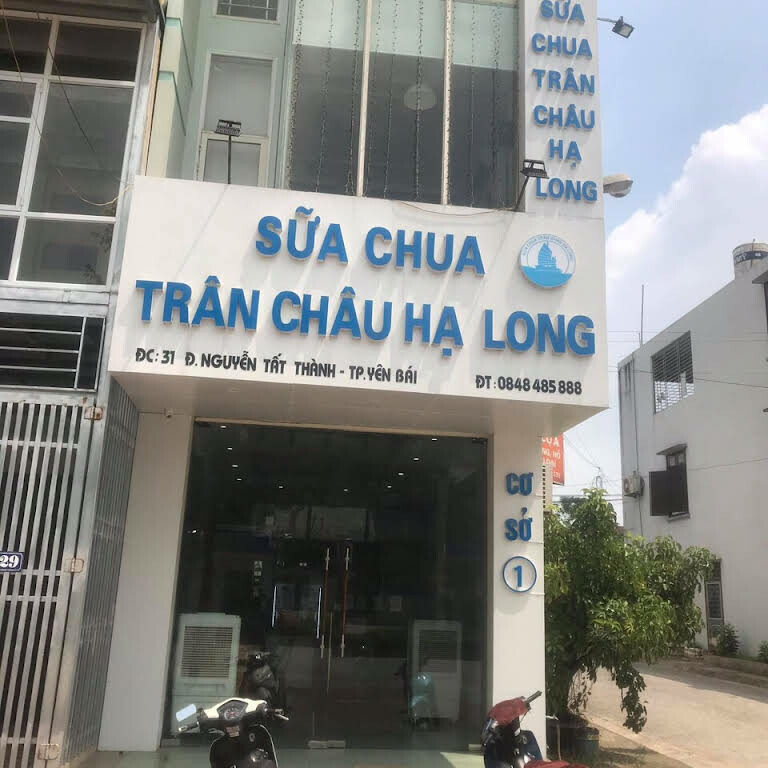 SỮA
CHUA
TRÂN
CHÂU
HẠ
LONG
SỮA CHUA
TRÂN CHÂU HẠ LONG
ĐC: 31 Đ. NGUYỄN TẤT THÀNH - TP.YÊN BÁI
ĐT: 0848 485 888
CƠ
SỞ
1
29